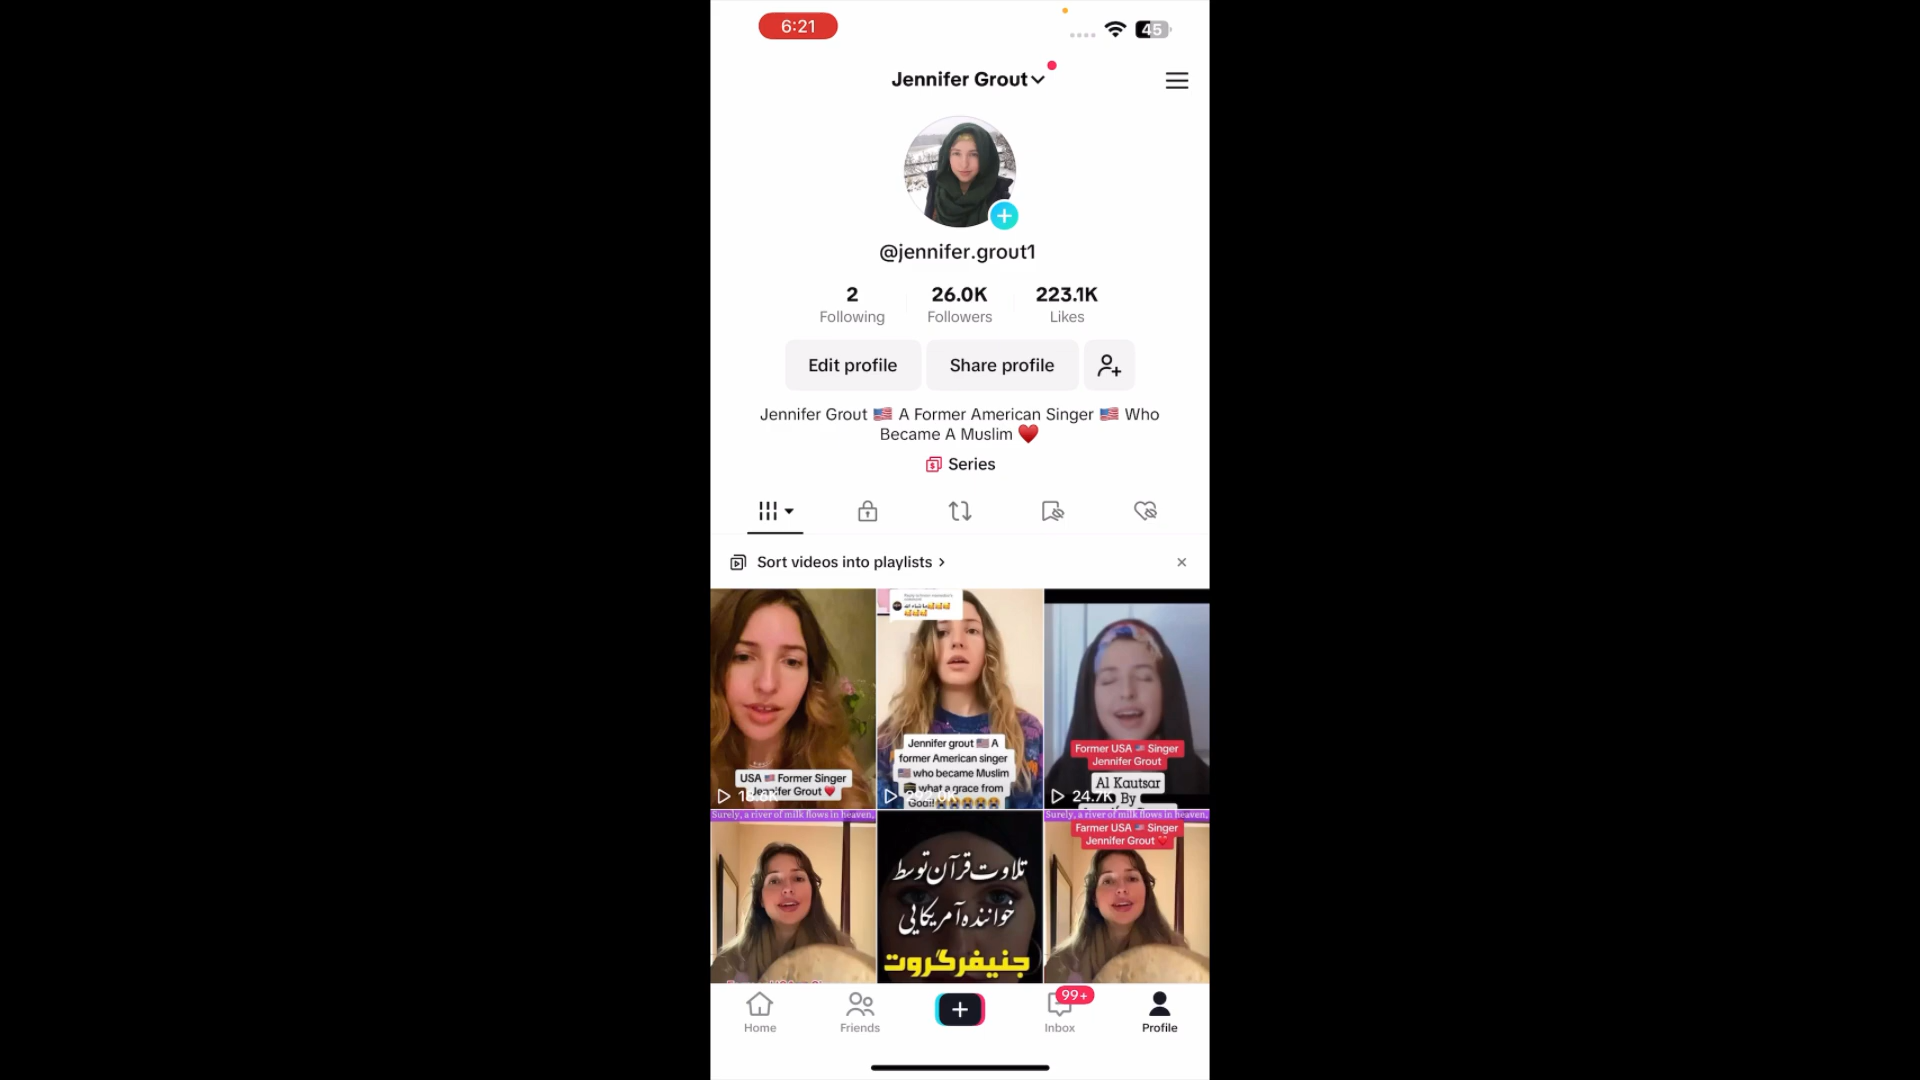 6:21
45
Jennifer Grout
@jennifer.grout1
2 26.0K 223.1K
Following Followers Likes
Edit profile Share profile
Jennifer Grout 🇺🇸 A Former American Singer 🇺🇸 Who
Became A Muslim ♥️
Series
Sort videos into playlists >
USA 🇺🇸 Former Singer
Jennifer Grout ♥️
Jennifer grout 🇺🇸 A
former American singer
🇺🇸 who became Muslim
what a grace from
Goail!
Former USA 🇺🇸 Singer
Jennifer Grout
Al Kautsar
By
24.7K
Surely, a river of milk flows in heaven,
تلاوت قرآن توسط
خواننده آمریکایی
جنیفر گروت
Surely, a river of milk flows in heaven,
Farmer USA 🇺🇸 Singer
Jennifer Grout
99+
Home Friends Inbox Profile